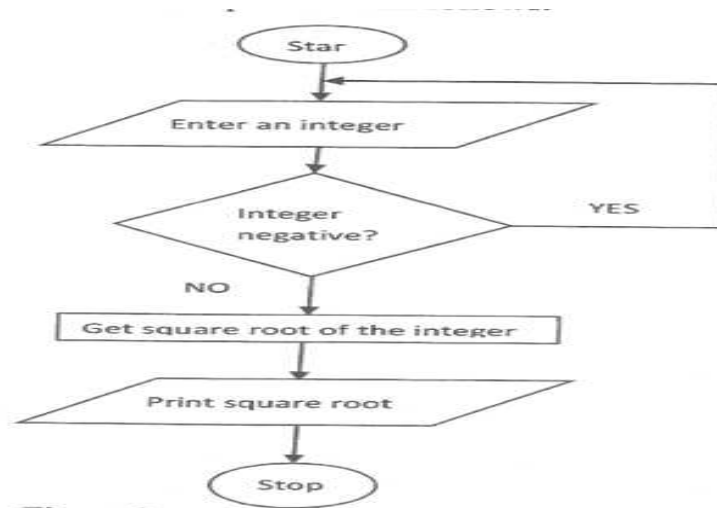 Star
Enter an integer
Integer
negative?
YES
NO
Get square root of the integer
Print square root
Stop